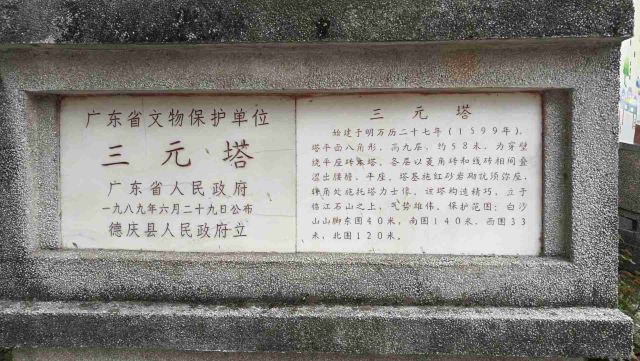 广东省文物保护单位
三元塔
广东省人民政府
一九八九年六月二十九日公布
德庆县人民政府立
三元塔
始建于明万历二十七年(1599年),
塔平面八角形,高九层,约58米,为穿壁
绕平座砖木塔,各层以菱角砖和线砖相间叠
涩出腰檐、平座,塔基施红砂岩砌筑须弥座,
转角处施托塔力士像,该塔构造精巧,立于
临江石山之上,气势雄伟。保护范围:白沙
山山脚东图40米,南图140米,西图33
米,北图120米。